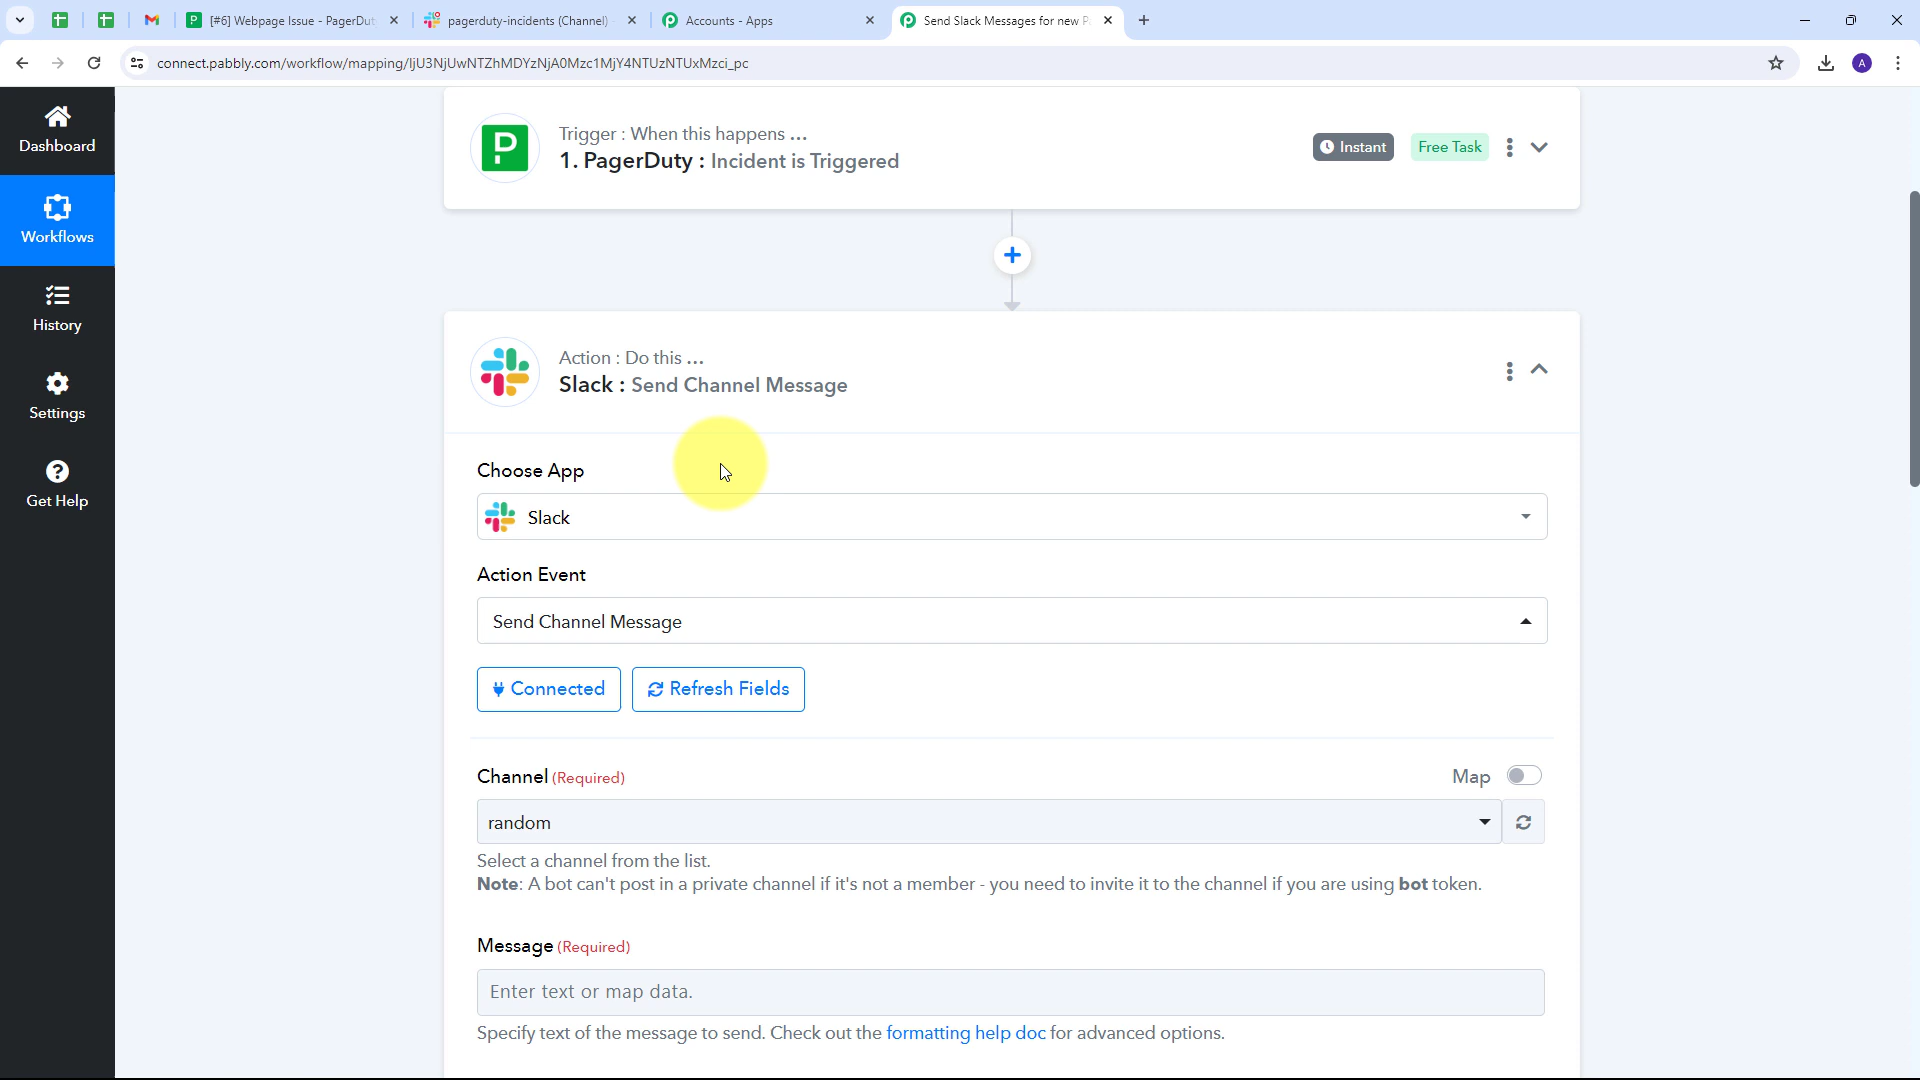 [#6] Webpage Issue - PagerDut
pagerduty-incidents (Channel)
Accounts - Apps
Send Slack Messages for new P
A
connect.pabbly.com/workflow/mapping/IjU3NjUwNTZhMDYzNjA0Mzc1MjY4NTUzNTUxMzci_pc
Dashboard
Workflows
History
Settings
Get Help
Trigger : When this happens ...
1. PagerDuty : Incident is Triggered
Instant
Free Task
Action : Do this ...
Slack : Send Channel Message
Choose App
Slack
Action Event
Send Channel Message
Connected
Refresh Fields
Channel (Required)
Map
random
Select a channel from the list.
Note: A bot can't post in a private channel if it's not a member - you need to invite it to the channel if you are using bot token.
Message (Required)
Enter text or map data.
Specify text of the message to send. Check out the formatting help doc for advanced options.